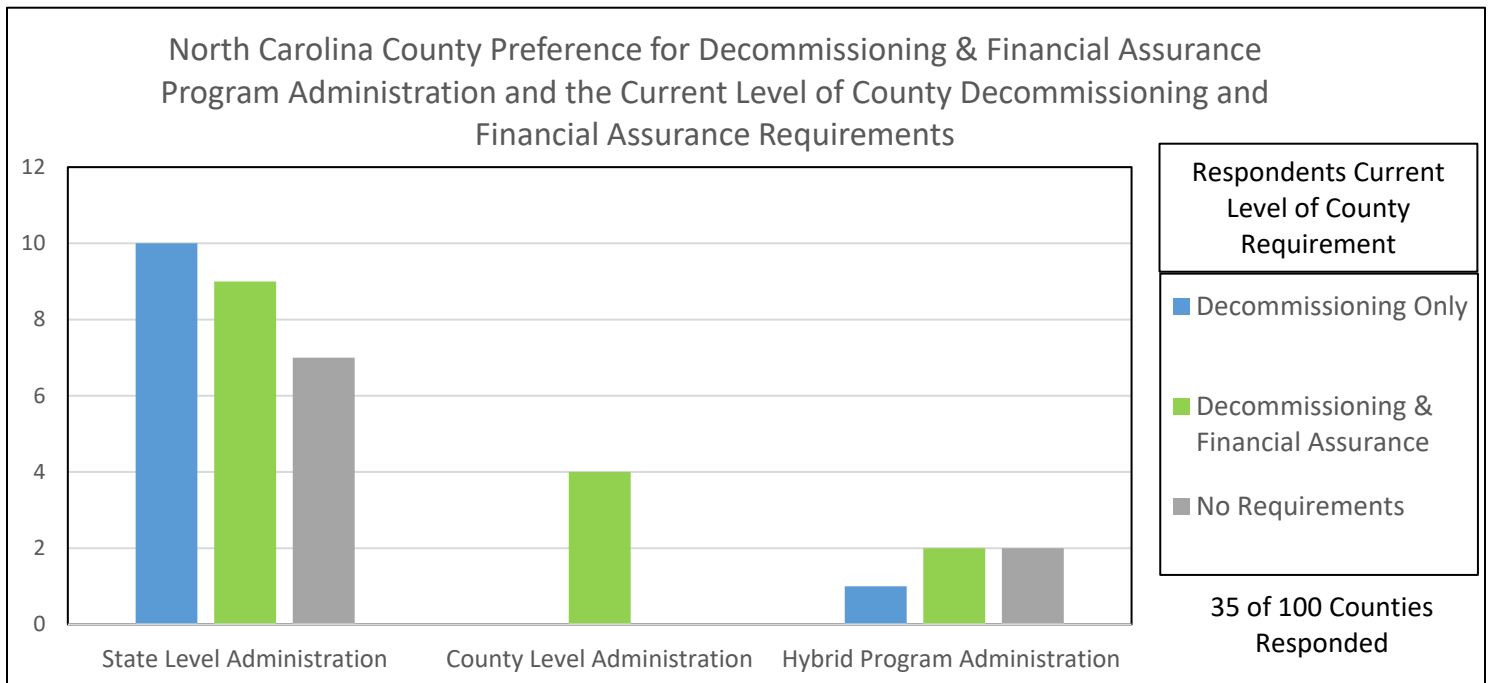 North Carolina County Preference for Decommissioning & Financial Assurance
Program Administration and the Current Level of County Decommissioning and
Financial Assurance Requirements
12
10
8
6
4
2
0
State Level Administration
County Level Administration
Hybrid Program Administration
Respondents Current
Level of County
Requirement
Decommissioning Only
Decommissioning &
Financial Assurance
No Requirements
35 of 100 Counties
Responded